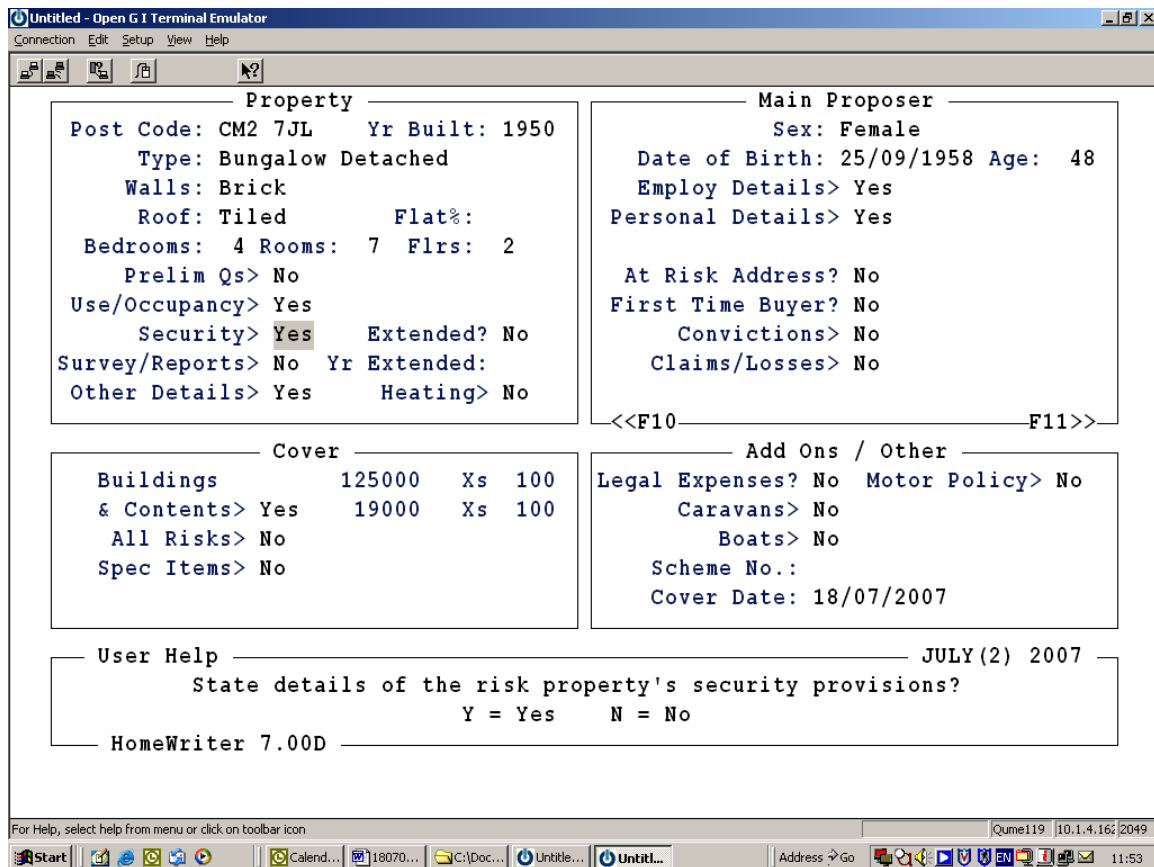 Untitled - Open G I Terminal Emulator
Connection Edit Setup View Help
Property
Post Code: CM2 7JL Yr Built: 1950
Type: Bungalow Detached
Walls: Brick
Roof: Tiled Flat%:
Bedrooms: 4 Rooms: 7 Flrs: 2
Prelim Qs> No
Use/Occupancy> Yes
Security> Yes Extended? No
Survey/Reports> No Yr Extended:
Other Details> Yes Heating> No
Main Proposer
Sex: Female
Date of Birth: 25/09/1958 Age: 48
Employ Details> Yes
Personal Details> Yes
At Risk Address? No
First Time Buyer? No
Convictions> No
Claims/Losses> No
<<F10 F11>>
Cover
Buildings 125000 Xs 100
& Contents> Yes 19000 Xs 100
All Risks> No
Spec Items> No
Add Ons / Other
Legal Expenses? No Motor Policy> No
Caravans> No
Boats> No
Scheme No.:
Cover Date: 18/07/2007
User Help JULY(2) 2007
State details of the risk property's security provisions?
Y = Yes N = No
HomeWriter 7.00D
For Help, select help from menu or click on toolbar icon
Qume119 10.1.4.162 2049
Start Calend... 18070... C:\Doc... Untitle... Untitl... Address Go EN 11:53